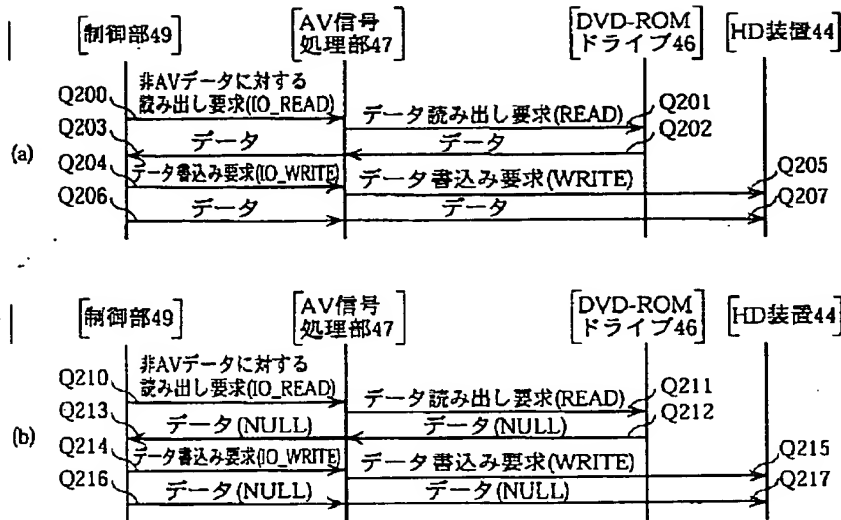 [制御部49]
[AV信号
処理部47]
[DVD-ROM
ドライブ46]
[HD装置44]
(a)
Q200
非AVデータに対する
読み出し要求(IO_READ)
データ読み出し要求(READ)
Q201
Q203
データ
データ
Q202
Q204
データ書込み要求(IO_WRITE)
データ書込み要求(WRITE)
Q205
Q206
データ
データ
Q207
[制御部49]
[AV信号
処理部47]
[DVD-ROM
ドライブ46]
[HD装置44]
(b)
Q210
非AVデータに対する
読み出し要求(IO_READ)
データ読み出し要求(READ)
Q211
Q213
データ(NULL)
データ(NULL)
Q212
Q214
データ書込み要求(IO_WRITE)
データ書込み要求(WRITE)
Q215
Q216
データ(NULL)
データ(NULL)
Q217